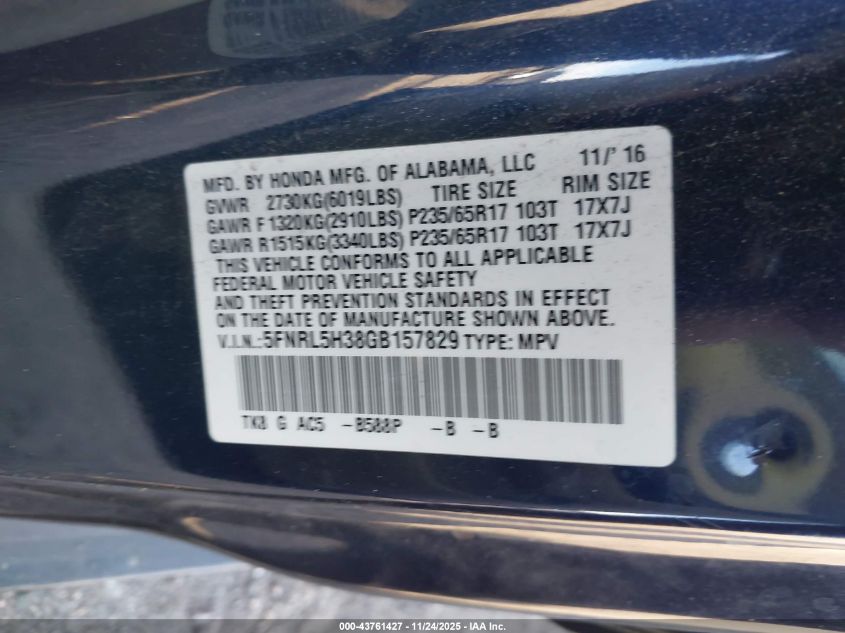 MFD. BY HONDA MFG. OF ALABAMA, LLC 11/'16
GVWR 2730KG(6019LBS) TIRE SIZE RIM SIZE
GAWR F1320KG(2910LBS) P235/65R17 103T 17X7J
GAWR R1515KG(3340LBS) P235/65R17 103T 17X7J
THIS VEHICLE CONFORMS TO ALL APPLICABLE
FEDERAL MOTOR VEHICLE SAFETY
AND THEFT PREVENTION STANDARDS IN EFFECT
ON THE DATE OF MANUFACTURE SHOWN ABOVE.
V.I.N.:5FNRL5H38GB157829 TYPE: MPV
TK8 G AC5 -B588P -B -B
000-43761427 - 11/24/2025 - IAA Inc.